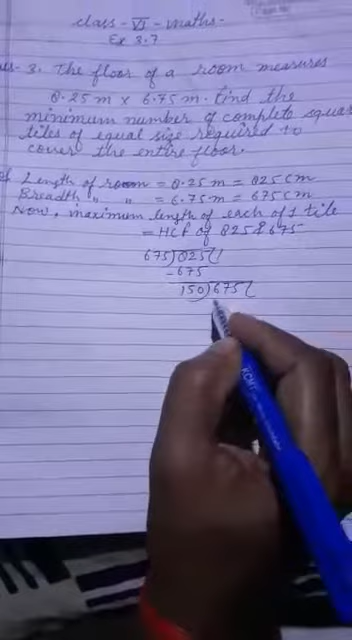 class - VI - maths -
Ex 3.7
3. The floor of a room measures
8.25 m × 6.75 m. find the
minimum number of complete squar
tiles of equal size required to
cover the entire floor.
Length of room = 8.25 m = 825 cm
Breadth " " = 6.75 m = 675 cm
Now, maximum length of each of 1 tile
= HCF of 825 & 675
675)825(1
-675
150)675(